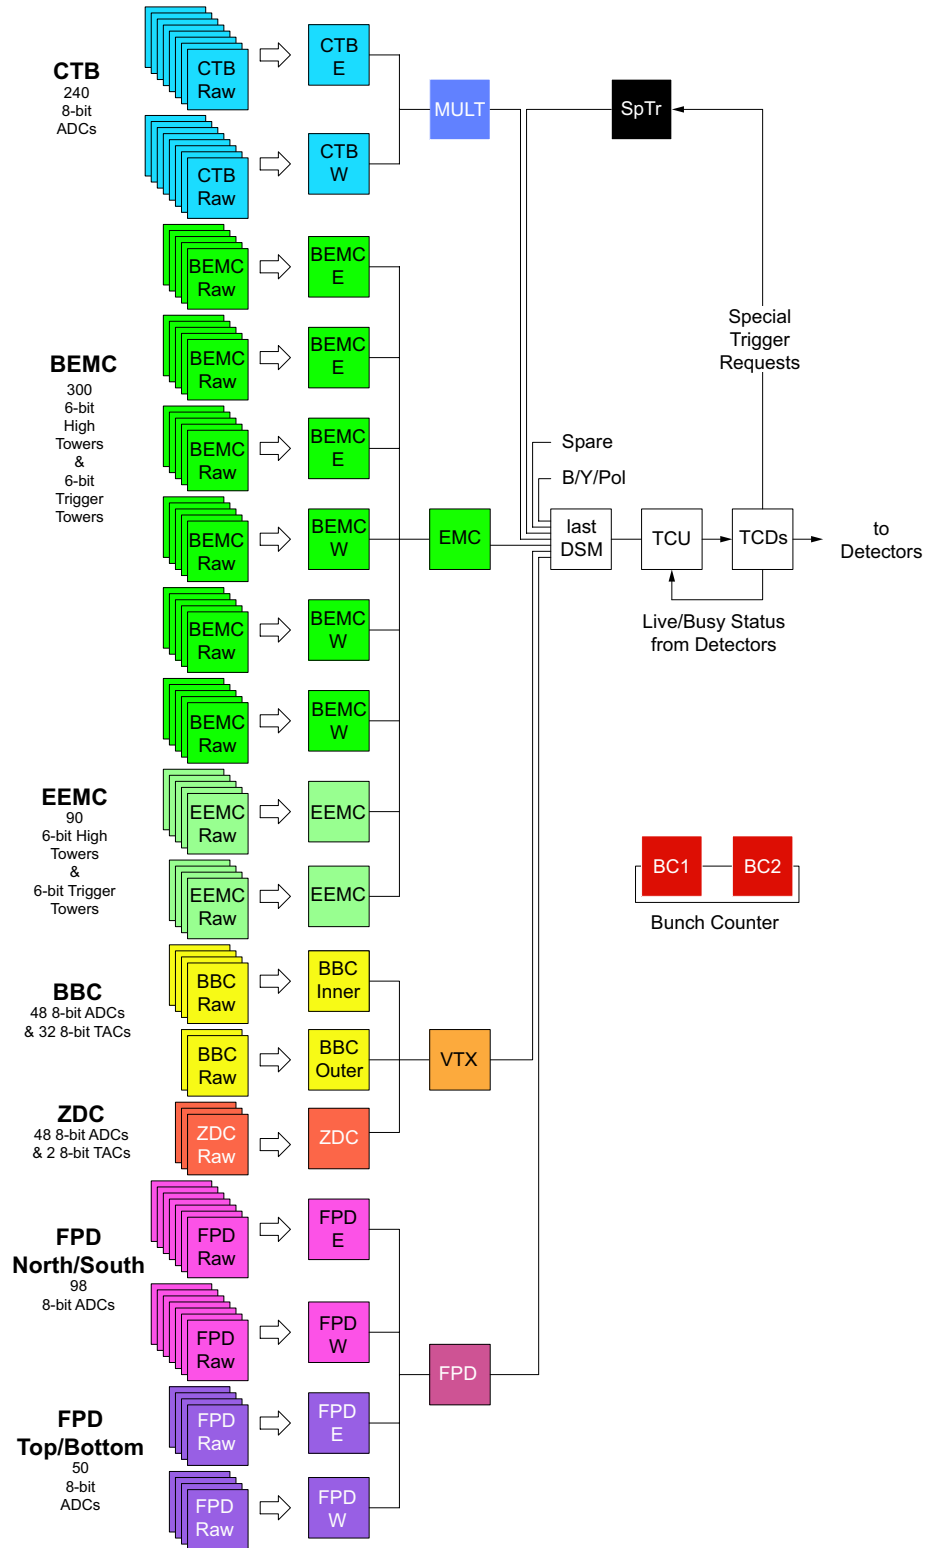 CTB
240
8-bit
ADCs
CTB
Raw
CTB
E
CTB
Raw
CTB
W
MULT
SpTr
BEMC
300
6-bit
High
Towers
&
6-bit
Trigger
Towers
BEMC
Raw
BEMC
E
BEMC
Raw
BEMC
E
BEMC
Raw
BEMC
E
BEMC
Raw
BEMC
W
BEMC
Raw
BEMC
W
BEMC
Raw
BEMC
W
EMC
Special
Trigger
Requests
Spare
B/Y/Pol
last
DSM
TCU
TCDs
to
Detectors
Live/Busy Status
from Detectors
EEMC
90
6-bit High
Towers
&
6-bit Trigger
Towers
EEMC
Raw
EEMC
EEMC
Raw
EEMC
BC1
BC2
Bunch Counter
BBC
48 8-bit ADCs
& 32 8-bit TACs
BBC
Raw
BBC
Inner
BBC
Raw
BBC
Outer
VTX
ZDC
48 8-bit ADCs
& 2 8-bit TACs
ZDC
Raw
ZDC
FPD
North/South
98
8-bit ADCs
FPD
Raw
FPD
E
FPD
Raw
FPD
W
FPD
FPD
Top/Bottom
50
8-bit
ADCs
FPD
Raw
FPD
E
FPD
Raw
FPD
W